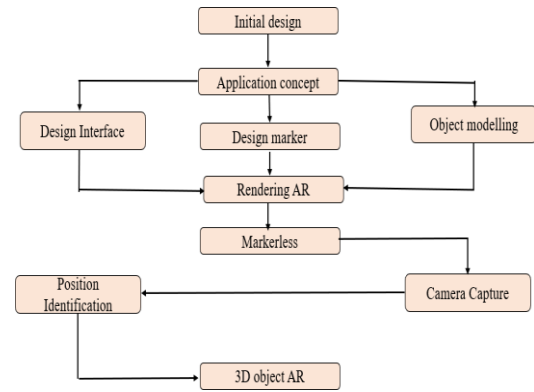 Initial design
Application concept
Design Interface
Design marker
Object modelling
Rendering AR
Markerless
Position
Identification
Camera Capture
3D object AR